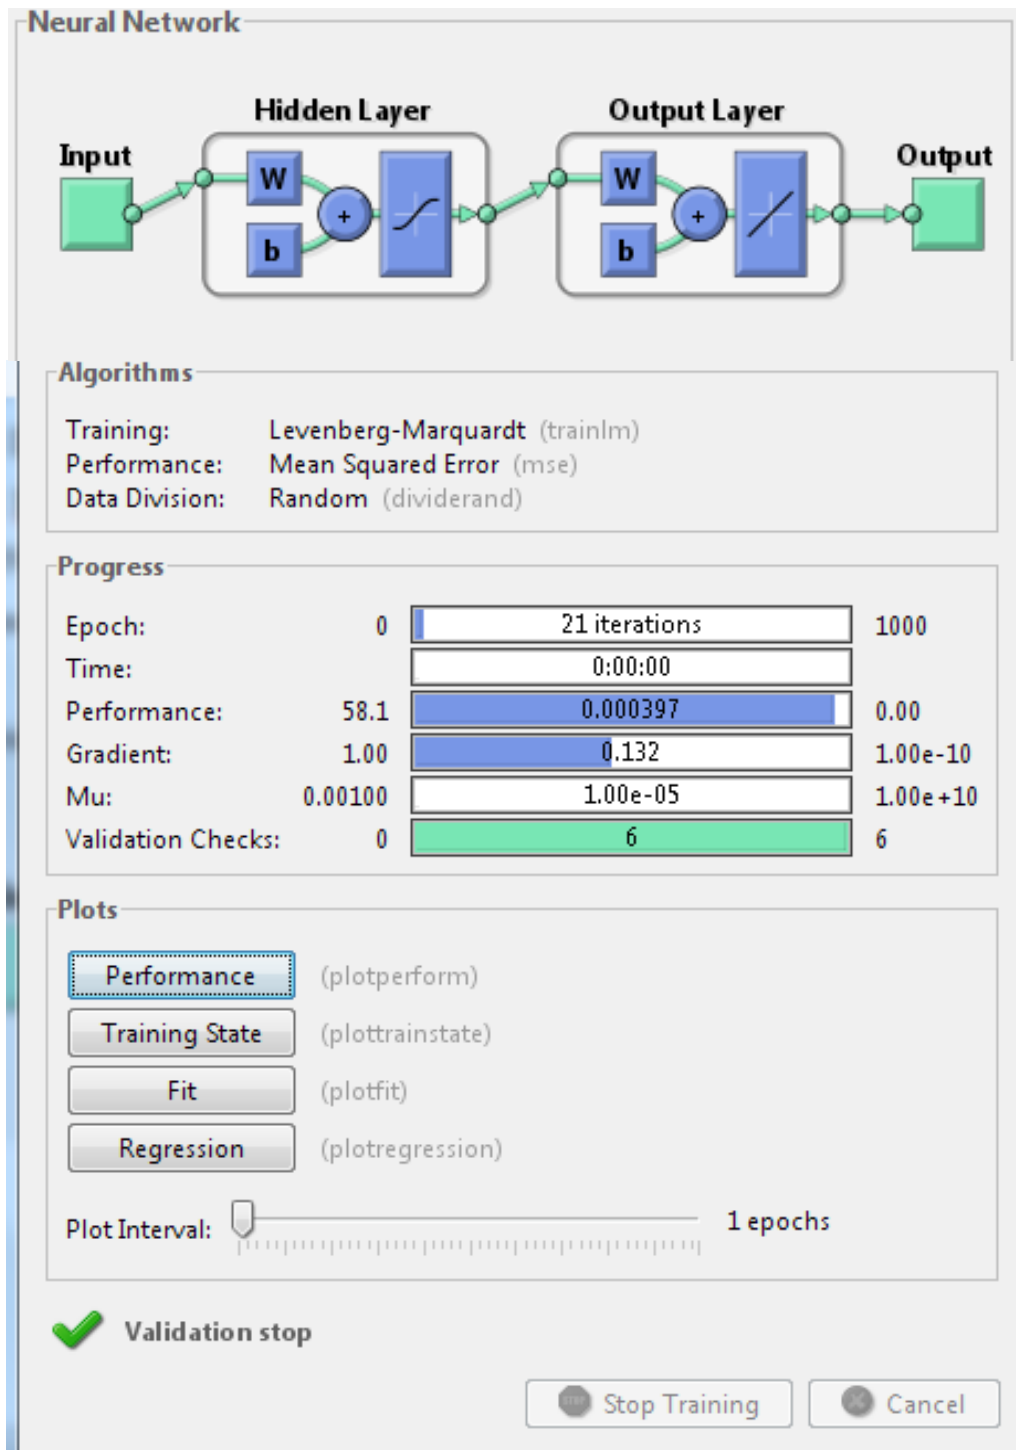 Neural Network
Hidden Layer Output Layer
Input Output
W W
+ +
b b
Algorithms
Training: Levenberg-Marquardt (trainlm)
Performance: Mean Squared Error (mse)
Data Division: Random (dividerand)
Progress
Epoch: 0 21 iterations 1000
Time: 0:00:00
Performance: 58.1 0.000397 0.00
Gradient: 1.00 0.132 1.00e-10
Mu: 0.00100 1.00e-05 1.00e+10
Validation Checks: 0 6 6
Plots
Performance (plotperform)
Training State (plottrainstate)
Fit (plotfit)
Regression (plotregression)
Plot Interval: 1 epochs
Validation stop
STOP Stop Training Cancel